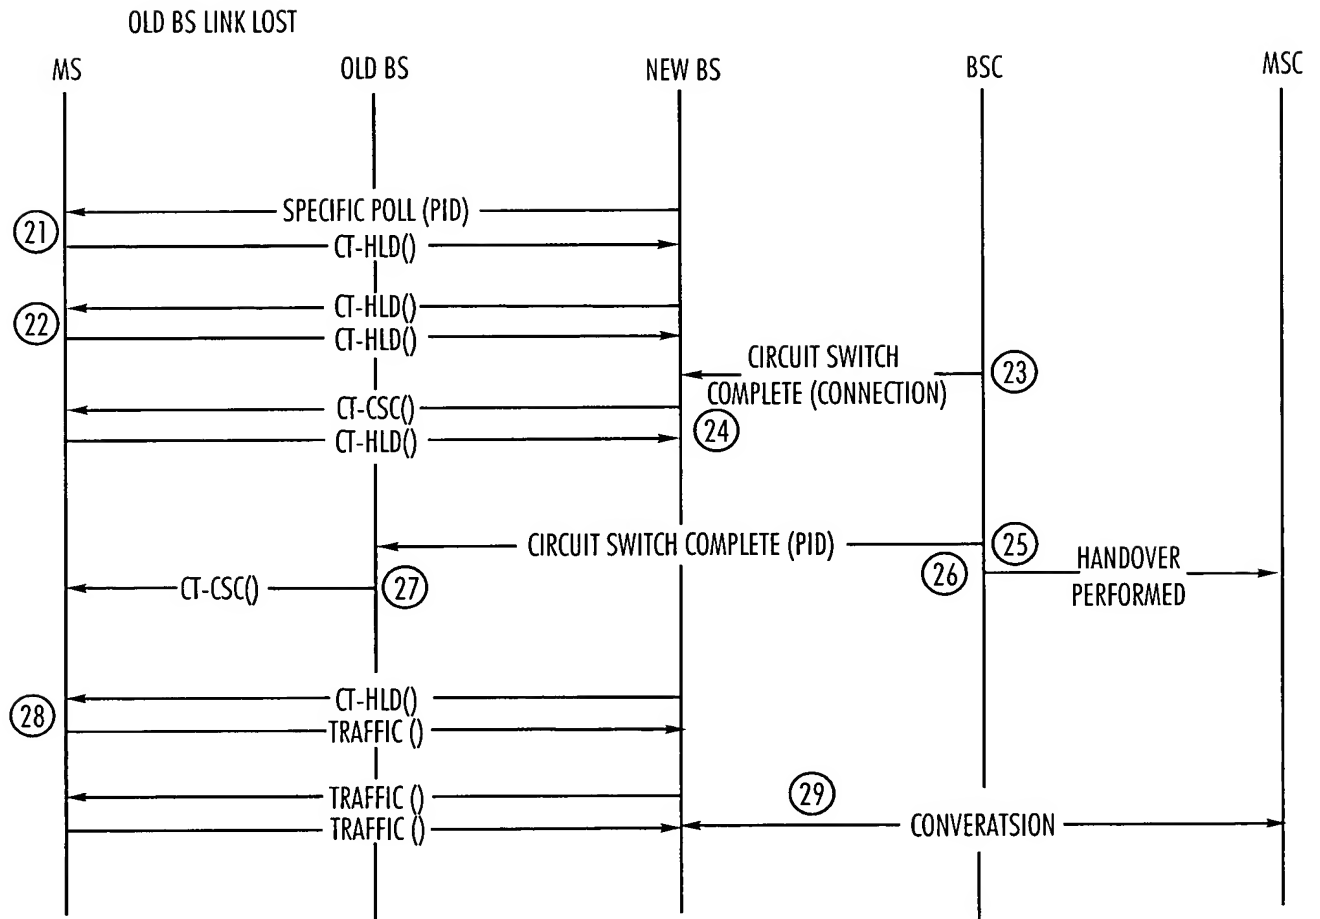 OLD BS LINK LOST
MS
OLD BS
NEW BS
BSC
MSC
SPECIFIC POLL (PID)
21
CT-HLD()
CT-HLD()
22
CT-HLD()
CIRCUIT SWITCH
COMPLETE (CONNECTION)
23
CT-CSC()
24
CT-HLD()
CIRCUIT SWITCH COMPLETE (PID)
25
26
HANDOVER
PERFORMED
CT-CSC()
27
CT-HLD()
28
TRAFFIC ()
TRAFFIC ()
29
TRAFFIC ()
CONVERATSION